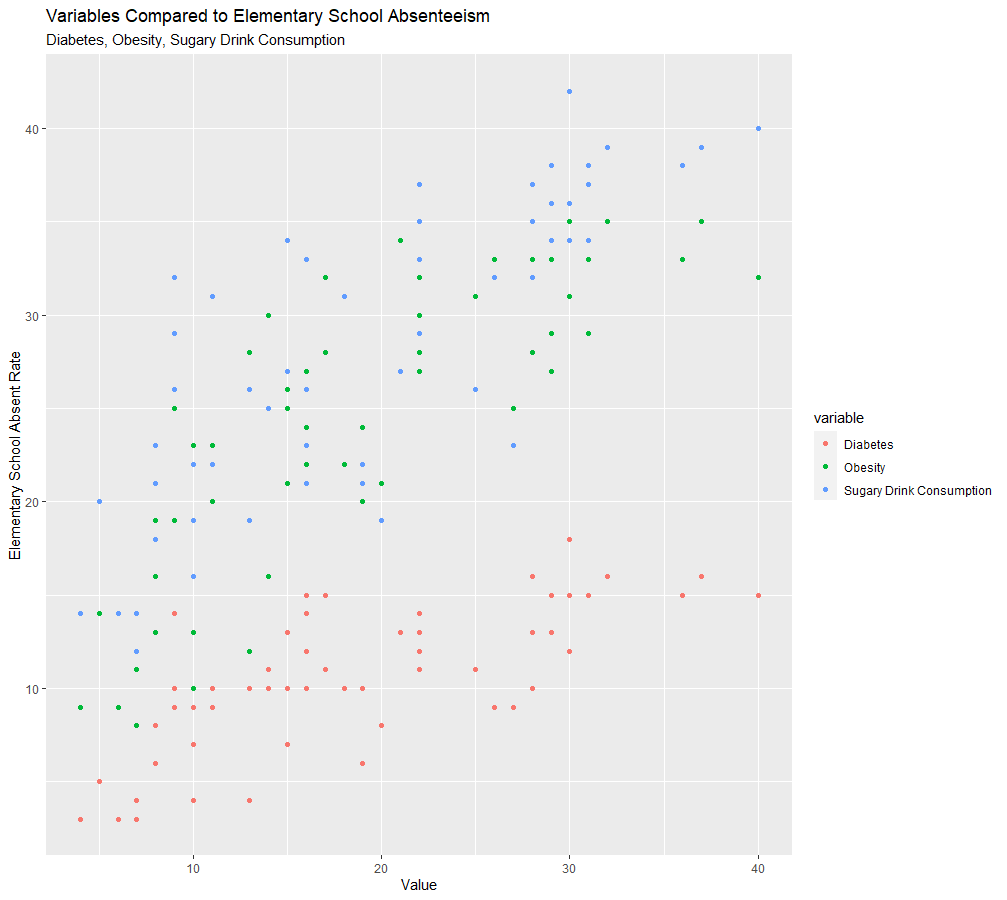 Variables Compared to Elementary School Absenteeism
Diabetes, Obesity, Sugary Drink Consumption
40
30
20
10
Elementary School Absent Rate
10 20 30 40
Value
variable
Diabetes
Obesity
Sugary Drink Consumption